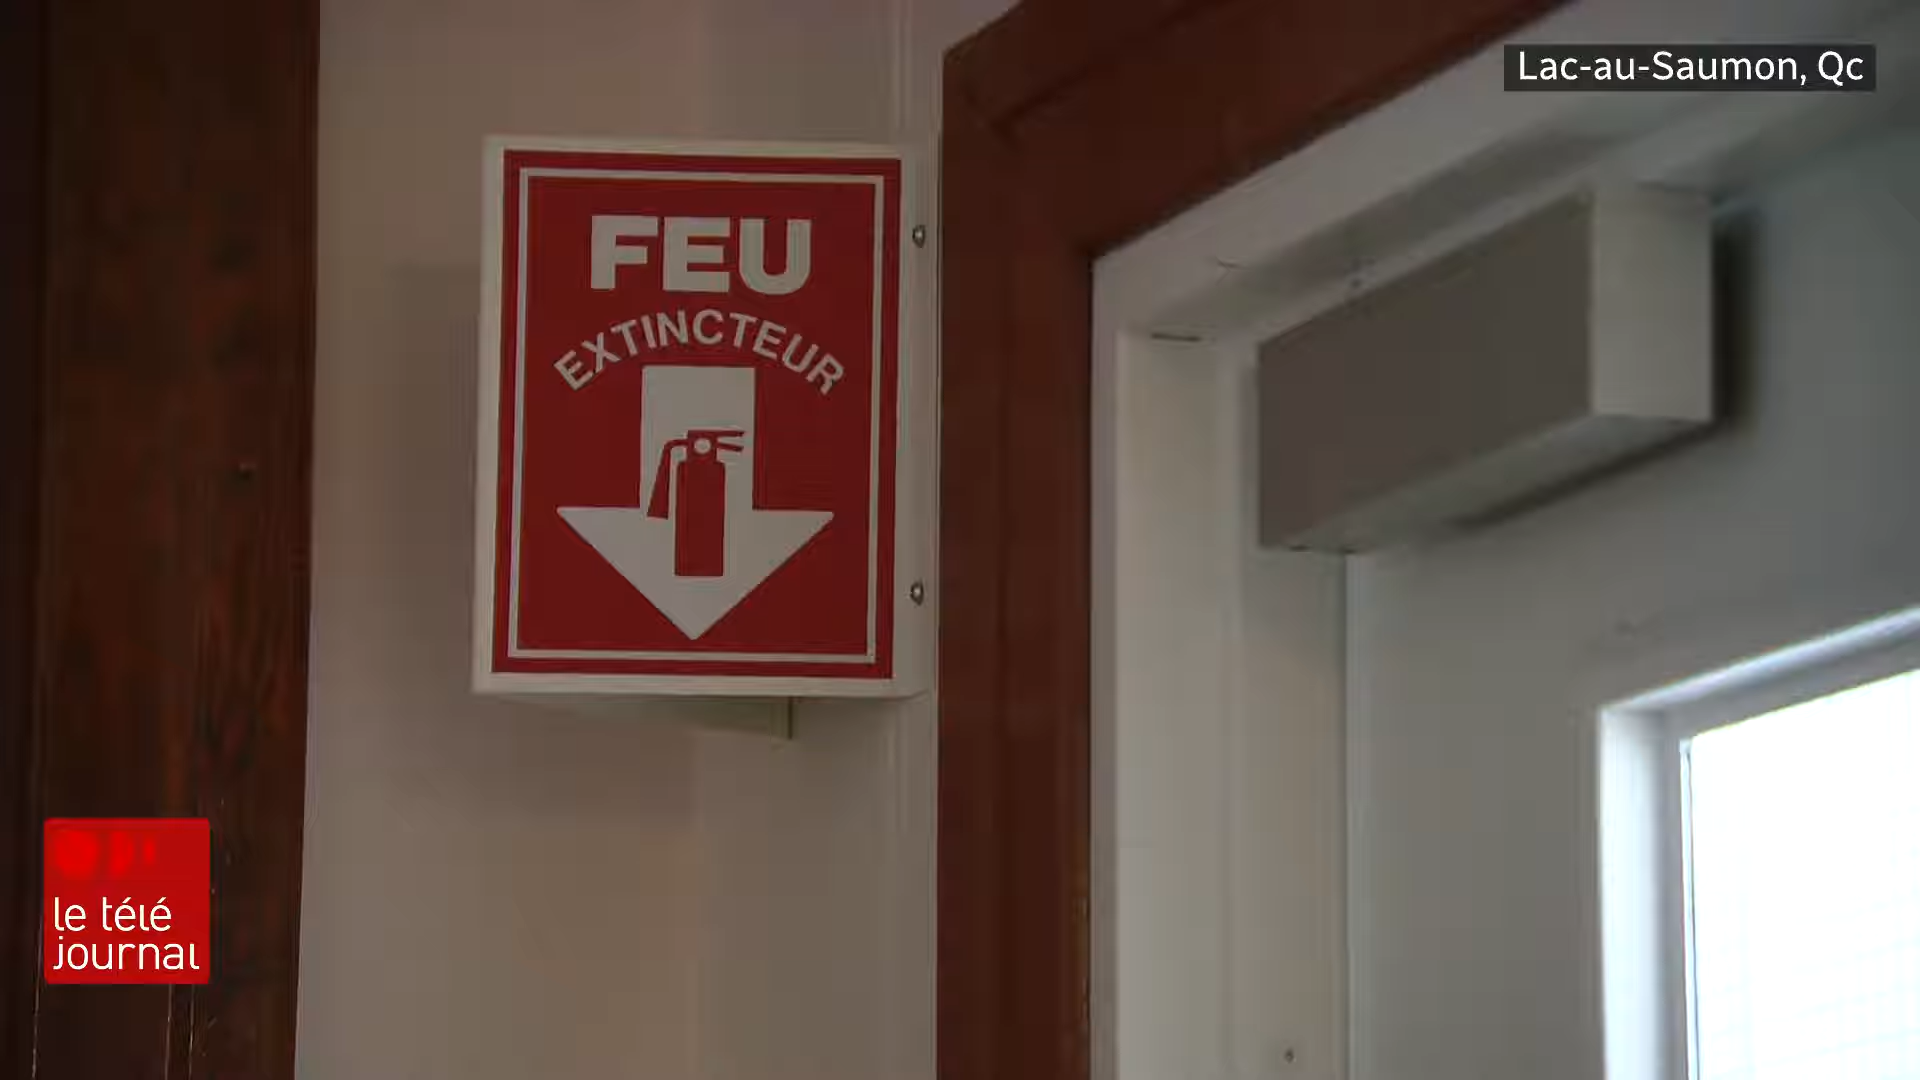 Lac-au-Saumon, Qc
FEU
EXTINCTEUR
le télé
journal